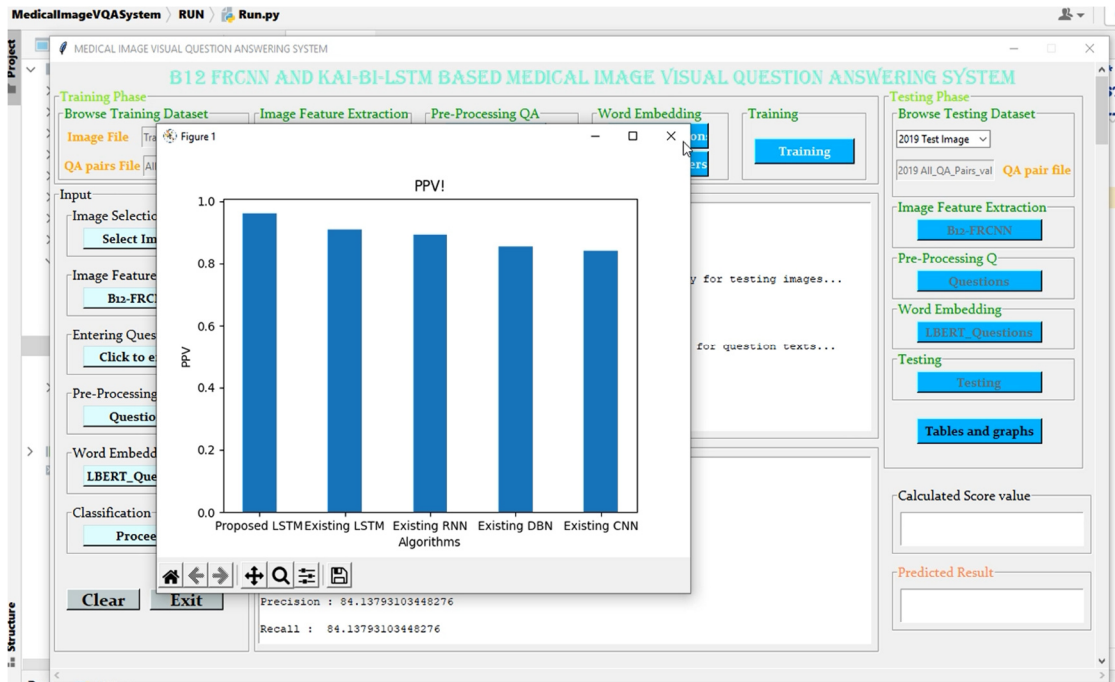 MedicalImageVQASystem RUN Run.py
Project
MEDICAL IMAGE VISUAL QUESTION ANSWERING SYSTEM
B12 FRCNN AND KAI-BI-LSTM BASED MEDICAL IMAGE VISUAL QUESTION ANSWERING SYSTEM
Training Phase
Browse Training Dataset
Image File Tra
QA pairs File All
Image Feature Extraction
Pre-Processing QA
Word Embedding
on
ers
Training
Training
Input
Image Selectio
Select Im
Image Feature
B12-FRC
Entering Ques
Click to e
Pre-Processing
Questio
Word Embedd
LBERT_Que
Classification
Procee
Clear Exit
Figure 1
PPV!
1.0
0.8
0.6
0.4
0.2
0.0
PPV
Proposed LSTM Existing LSTM Existing RNN Existing DBN Existing CNN
Algorithms
y for testing images...
for question texts...
Precision : 84.13793103448276
Recall : 84.13793103448276
Testing Phase
Browse Testing Dataset
2019 Test Image
2019 All_QA_Pairs_val QA pair file
Image Feature Extraction
B12-FRCNN
Pre-Processing Q
Questions
Word Embedding
LBERT_Questions
Testing
Testing
Tables and graphs
Calculated Score value
Predicted Result
Structure